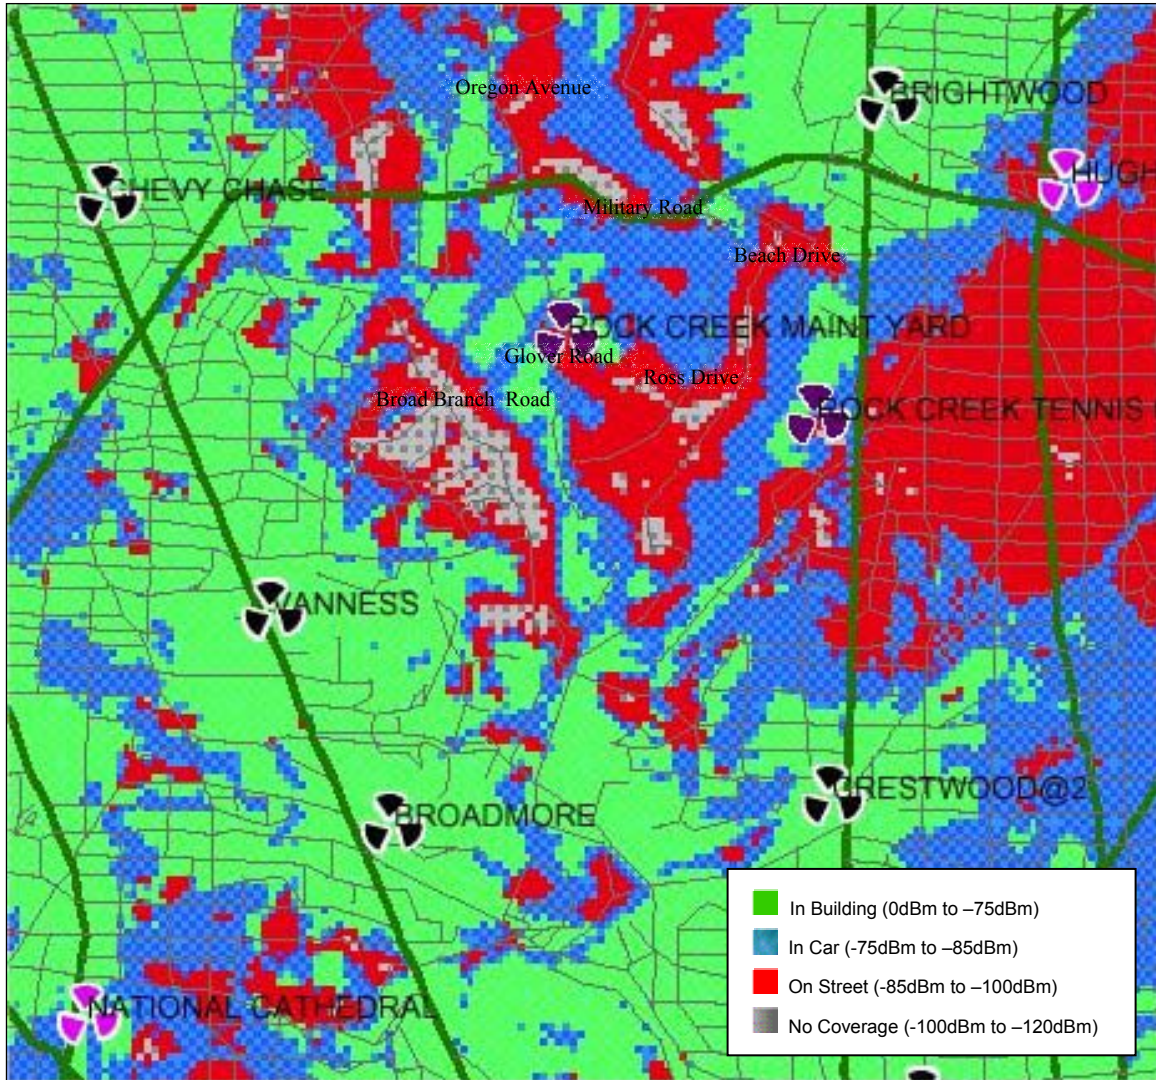 Oregon Avenue
BRIGHTWOOD
CHEVY CHASE
HUGH
Military Road
Beach Drive
ROCK CREEK MAINT YARD
Glover Road
Ross Drive
Broad Branch Road
ROCK CREEK TENNIS
VANNESS
CRESTWOOD@2
BROADMORE
In Building (0dBm to –75dBm)
In Car (-75dBm to –85dBm)
On Street (-85dBm to –100dBm)
No Coverage (-100dBm to –120dBm)
NATIONAL CATHEDRAL